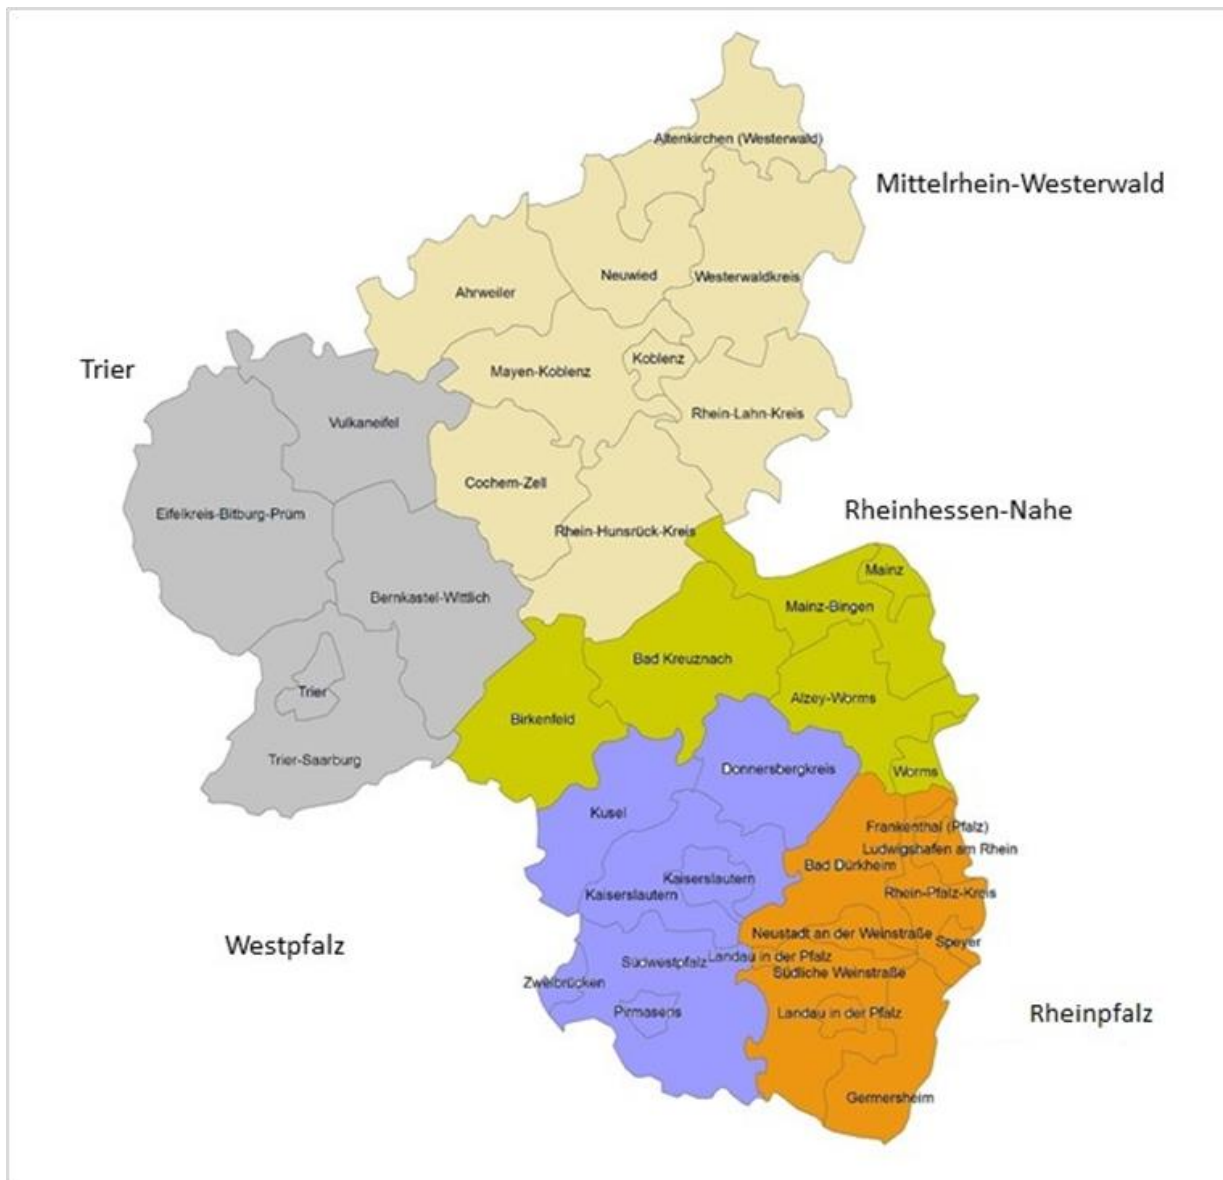 Altenkirchen (Westerwald)
Mittelrhein-Westerwald
Neuwied
Westerwaldkreis
Ahrweiler
Koblenz
Trier
Mayen-Koblenz
Rhein-Lahn-Kreis
Vulkaneifel
Cochem-Zell
Rheinhessen-Nahe
Eifelkreis-Bitburg-Prüm
Rhein-Hunsrück-Kreis
Mainz
Bernkastel-Wittlich
Mainz-Bingen
Bad Kreuznach
Trier
Alzey-Worms
Birkenfeld
Trier-Saarburg
Donnersbergkreis
Worms
Kusel
Frankenthal (Pfalz)
Ludwigshafen am Rhein
Bad Dürkheim
Kaiserslautern
Kaiserslautern
Rhein-Pfalz-Kreis
Neustadt an der Weinstraße
Speyer
Westpfalz
Landau in der Pfalz
Südwestpfalz
Südliche Weinstraße
Zweibrücken
Pirmasens
Landau in der Pfalz
Rheinpfalz
Germersheim